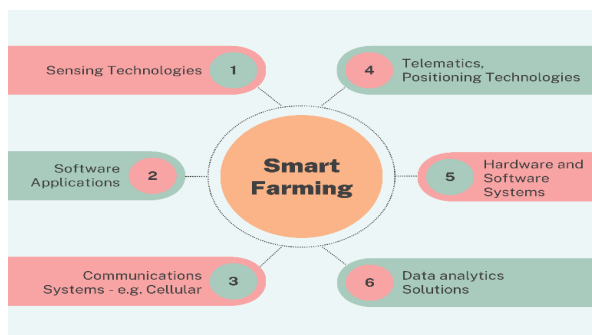 Smart
Farming
Sensing Technologies 1
Software
Applications
2
Communications
Systems - e.g. Cellular
3
4
Telematics,
Positioning Technologies
5
Hardware and
Software
Systems
6
Data analytics
Solutions